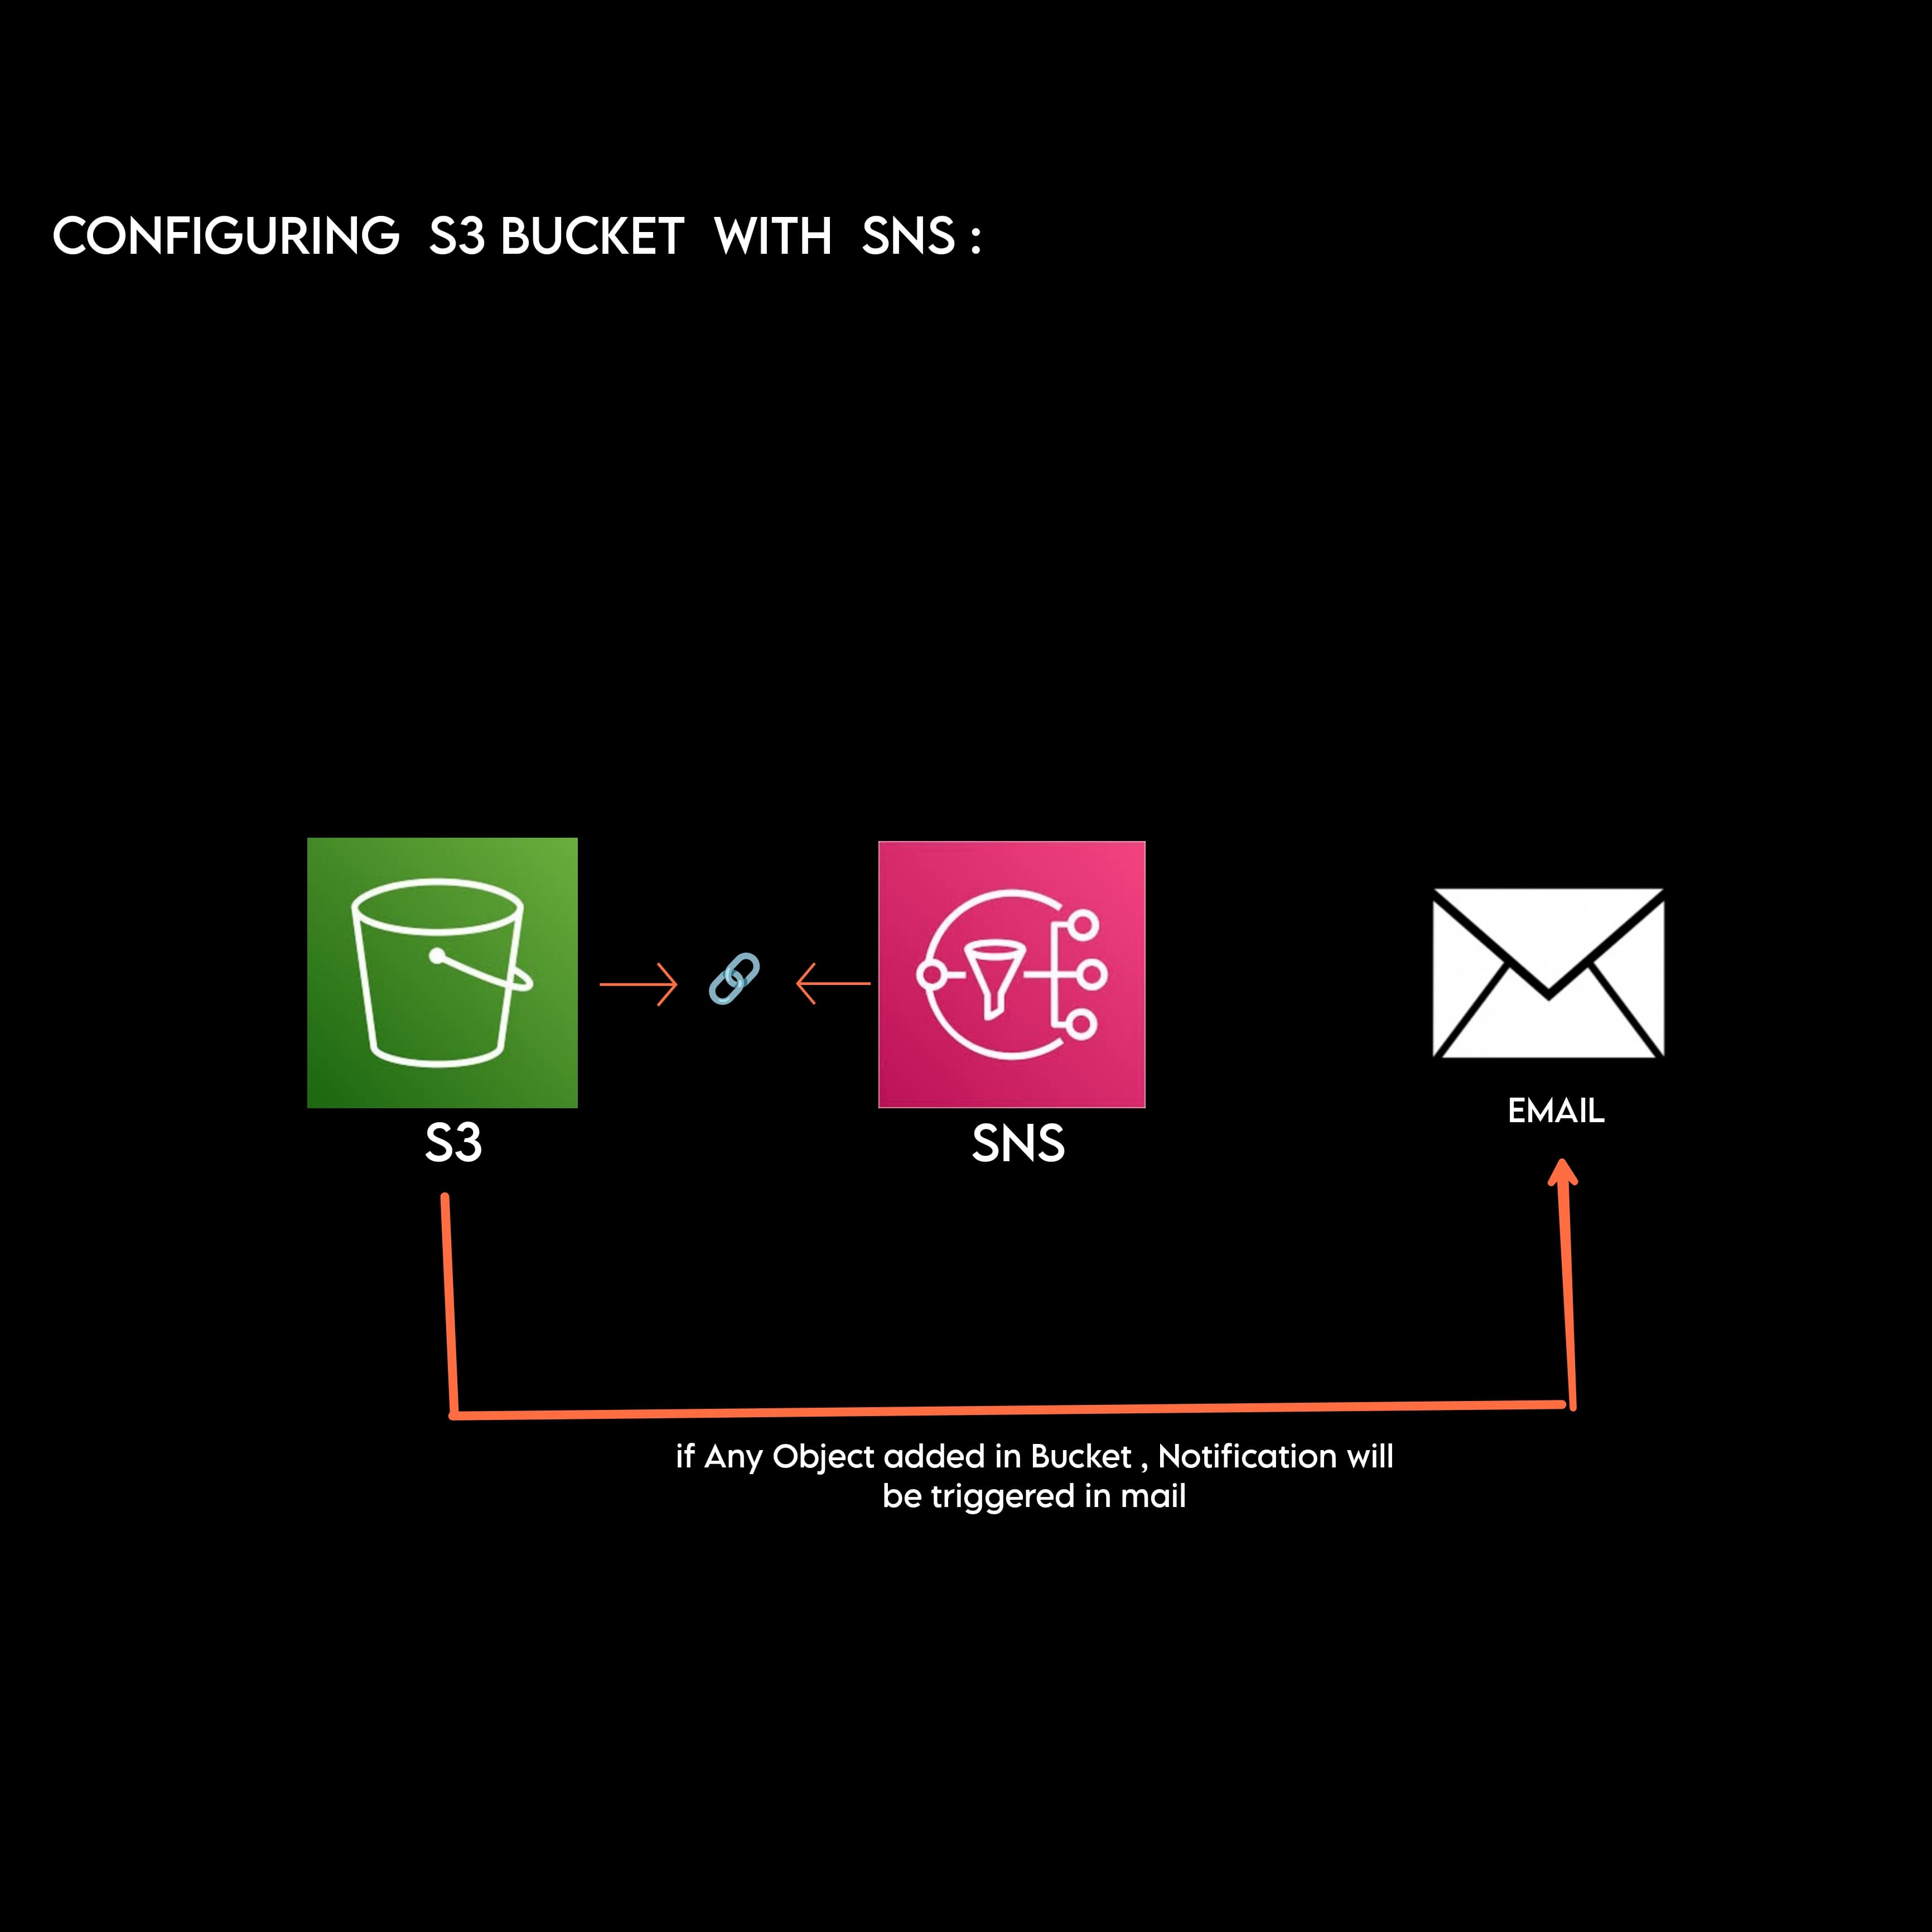 CONFIGURING S3 BUCKET WITH SNS :
S3
SNS
EMAIL
if Any Object added in Bucket , Notification will
be triggered in mail